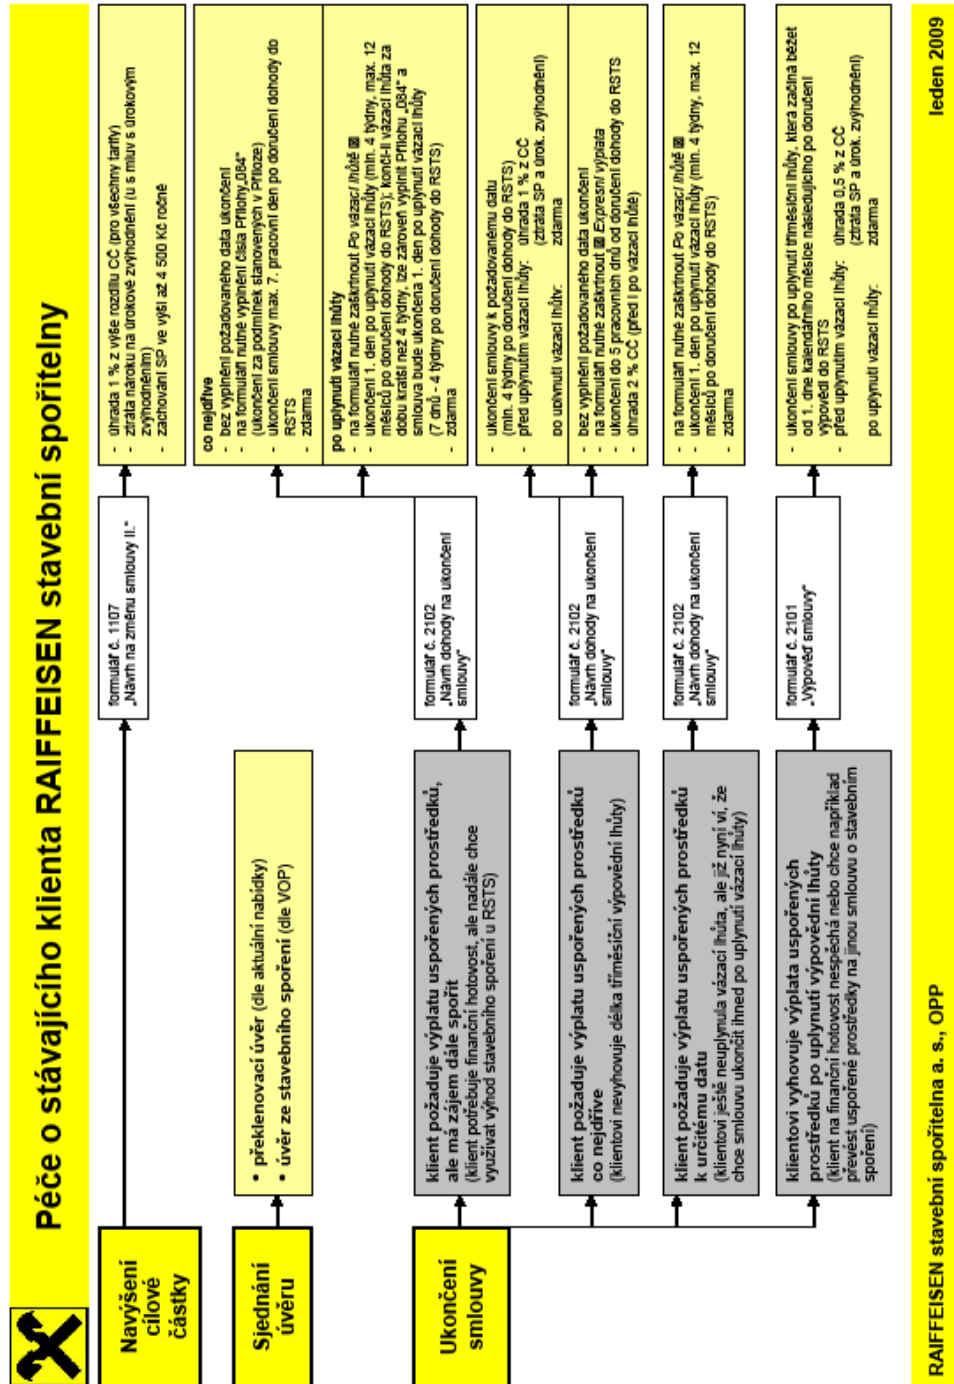 Péče o stávajícího klienta RAIFFEISEN stavební spořitelny
Navýšení
cílové
částky
formulář č. 1107
„Návrh na změnu smlouvy II.“
- úhrada 1 % z výše rozdílu CČ (pro všechny tarify)
- ztráta nároku na úrokové zvýhodnění (u s mluv s úrokovým
zvýhodněním)
- zachování SP ve výši až 4 500 Kč ročně
Sjednání
úvěru
• překlenovací úvěr (dle aktuální nabídky)
• úvěr ze stavebního spoření (dle VOP)
Ukončení
smlouvy
klient požaduje výplatu uspořených prostředků,
ale má zájem dále spořit
(klient potřebuje finanční hotovost, ale nadále chce
využívat výhod stavebního spoření u RSTS)
formulář č. 2102
„Návrh dohody na ukončení
smlouvy“
co nejdříve
- bez vyplnění požadovaného data ukončení
- na formuláři nutné vyplnění čísla Přílohy„084“
(ukončení za podmínek stanovených v Příloze)
- ukončení smlouvy max. 7. pracovní den po doručení dohody do
RSTS
- zdarma
po uplynutí vázací lhůty
- na formuláři nutné zaškrtnout Po vázací lhůtě ☒
- ukončení 1. den po uplynutí vázací lhůty (min. 4 týdny, max. 12
měsíců po doručení dohody do RSTS); končí-li vázací lhůta za
dobu kratší než 4 týdny, lze zároveň vyplnit Přílohu „084“ a
smlouva bude ukončena 1. den po uplynutí vázací lhůty
(7 dnů - 4 týdny po doručení dohody do RSTS)
- zdarma
klient požaduje výplatu uspořených prostředků
co nejdříve
(klientovi nevyhovuje délka tříměsíční výpovědní lhůty)
formulář č. 2102
„Návrh dohody na ukončení
smlouvy“
- ukončení smlouvy k požadovanému datu
(min. 4 týdny po doručení dohody do RSTS)
- před uplynutím vázací lhůty: úhrada 1 % z CČ
(ztráta SP a úrok. zvýhodnění)
po uplynutí vázací lhůty: zdarma
- bez vyplnění požadovaného data ukončení
- na formuláři nutné zaškrtnout ☒ Expresní výplata
- ukončení do 5 pracovních dnů od doručení dohody do RSTS
- úhrada 2 % CČ (před i po vázací lhůtě)
klient požaduje výplatu uspořených prostředků
k určitému datu
(klientovi ještě neuplynula vázací lhůta, ale již nyní ví, že
chce smlouvu ukončit ihned po uplynutí vázací lhůty)
formulář č. 2102
„Návrh dohody na ukončení
smlouvy“
- na formuláři nutné zaškrtnout Po vázací lhůtě ☒
- ukončení 1. den po uplynutí vázací lhůty (min. 4 týdny, max. 12
měsíců po doručení dohody do RSTS)
- zdarma
klientovi vyhovuje výplata uspořených
prostředků po uplynutí výpovědní lhůty
(klient na finanční hotovost nespěchá nebo chce například
převést uspořené prostředky na jinou smlouvu o stavebním
spoření)
formulář č. 2101
„Výpověď smlouvy“
- ukončení smlouvy po uplynutí tříměsíční lhůty, která začíná běžet
od 1. dne kalendářního měsíce následujícího po doručení
výpovědi do RSTS
- před uplynutím vázací lhůty: úhrada 0,5 % z CČ
(ztráta SP a úrok. zvýhodnění)
po uplynutí vázací lhůty: zdarma
RAIFFEISEN stavební spořitelna a. s., OPP
leden 2009